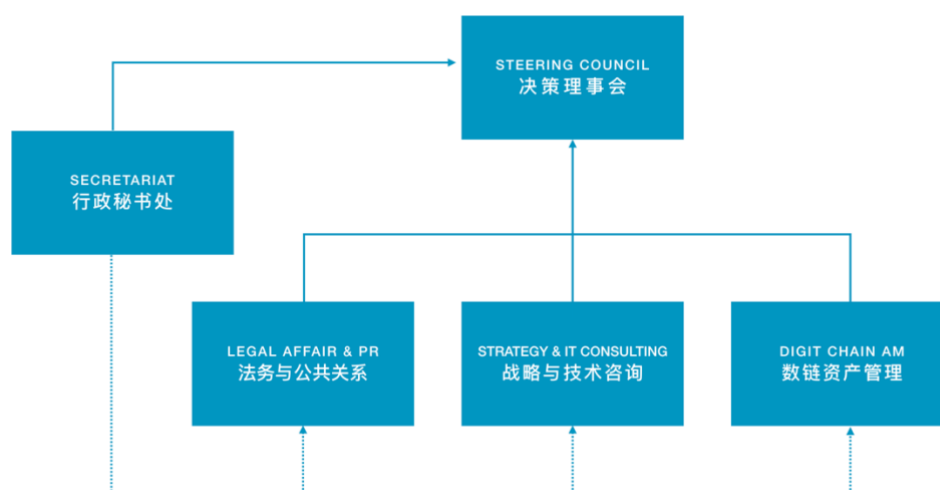 STEERING COUNCIL
决策理事会
SECRETARIAT
行政秘书处
LEGAL AFFAIR & PR
法务与公共关系
STRATEGY & IT CONSULTING
战略与技术咨询
DIGIT CHAIN AM
数链资产管理